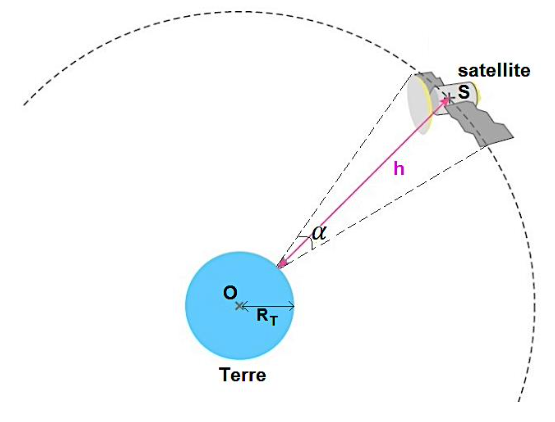 satellite
S
h
α
O
R_T
Terre